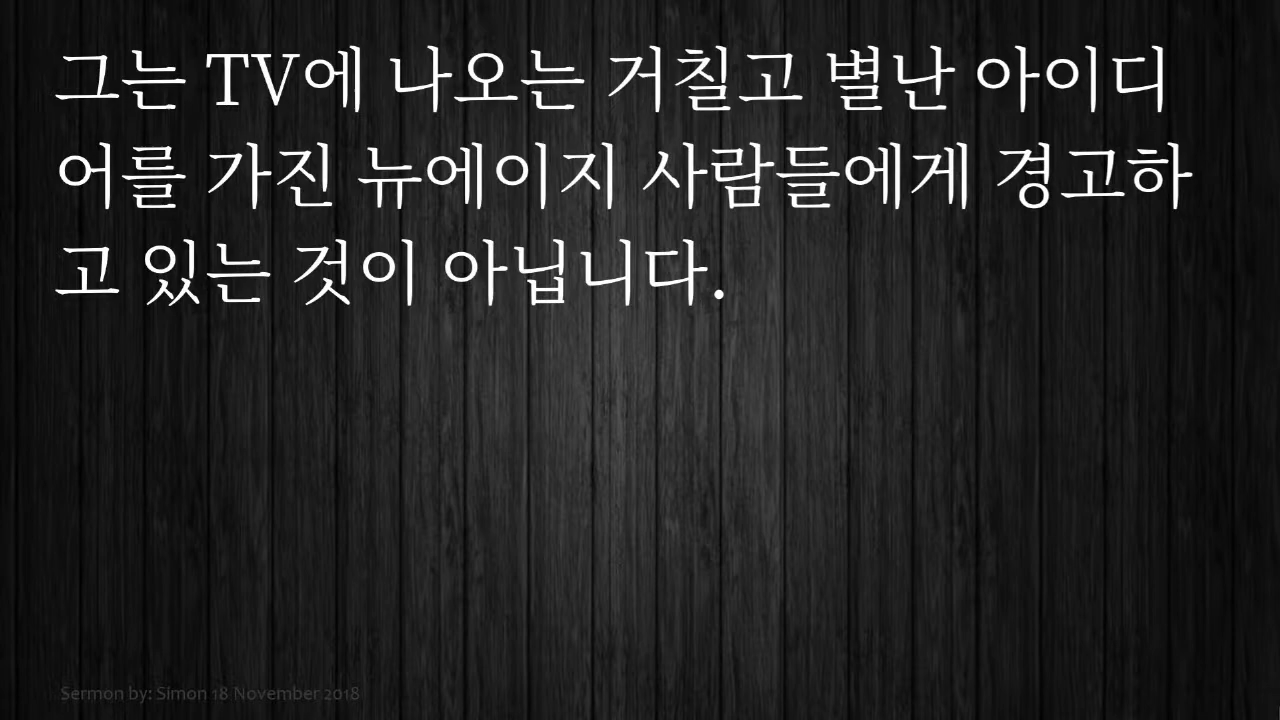 그는 TV에 나오는 거칠고 별난 아이디
어를 가진 뉴에이지 사람들에게 경고하
고 있는 것이 아닙니다.
Sermon by: Simon 18 November 2018